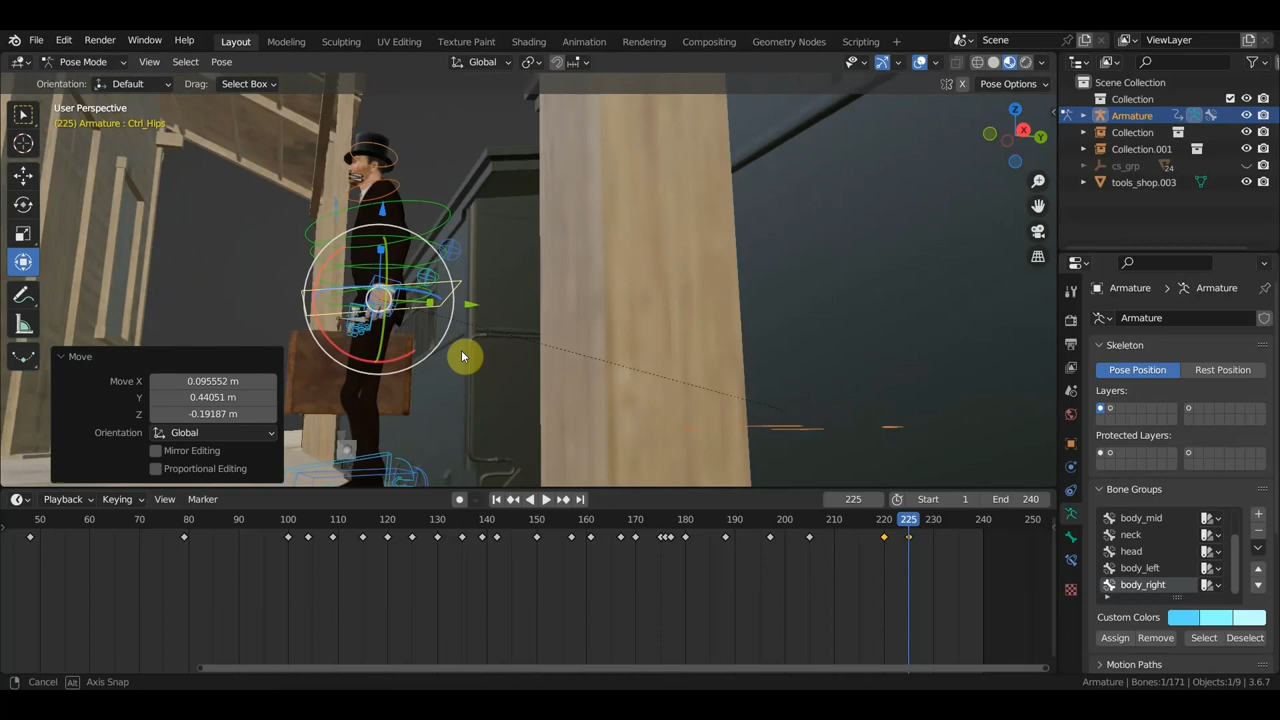 File Edit Render Window Help Layout Modeling Sculpting UV Editing Texture Paint Shading Animation Rendering Compositing Geometry Nodes Scripting + Scene ViewLayer
Pose Mode View Select Pose Global
Orientation: Default Drag: Select Box X Pose Options
User Perspective
(225) Armature : Ctrl_Hips
Z
X
Y
Move
Move X 0.095552 m
Y 0.44051 m
Z -0.19187 m
Orientation Global
Mirror Editing
Proportional Editing
Scene Collection
Collection
Armature
Collection
Collection.001
cs_grp 24
tools_shop.003
Armature Armature
Armature
Skeleton
Pose Position Rest Position
Layers:
Protected Layers:
Bone Groups
body_mid
neck
head
body_left
body_right
Custom Colors
Assign Remove Select Deselect
Motion Paths
Playback Keying View Marker 225 Start 1 End 240
50 60 70 80 90 100 110 120 130 140 150 160 170 180 190 200 210 220 225 230 240 250
Cancel Alt Axis Snap Armature | Bones:1/171 | Objects:1/9 | 3.6.7